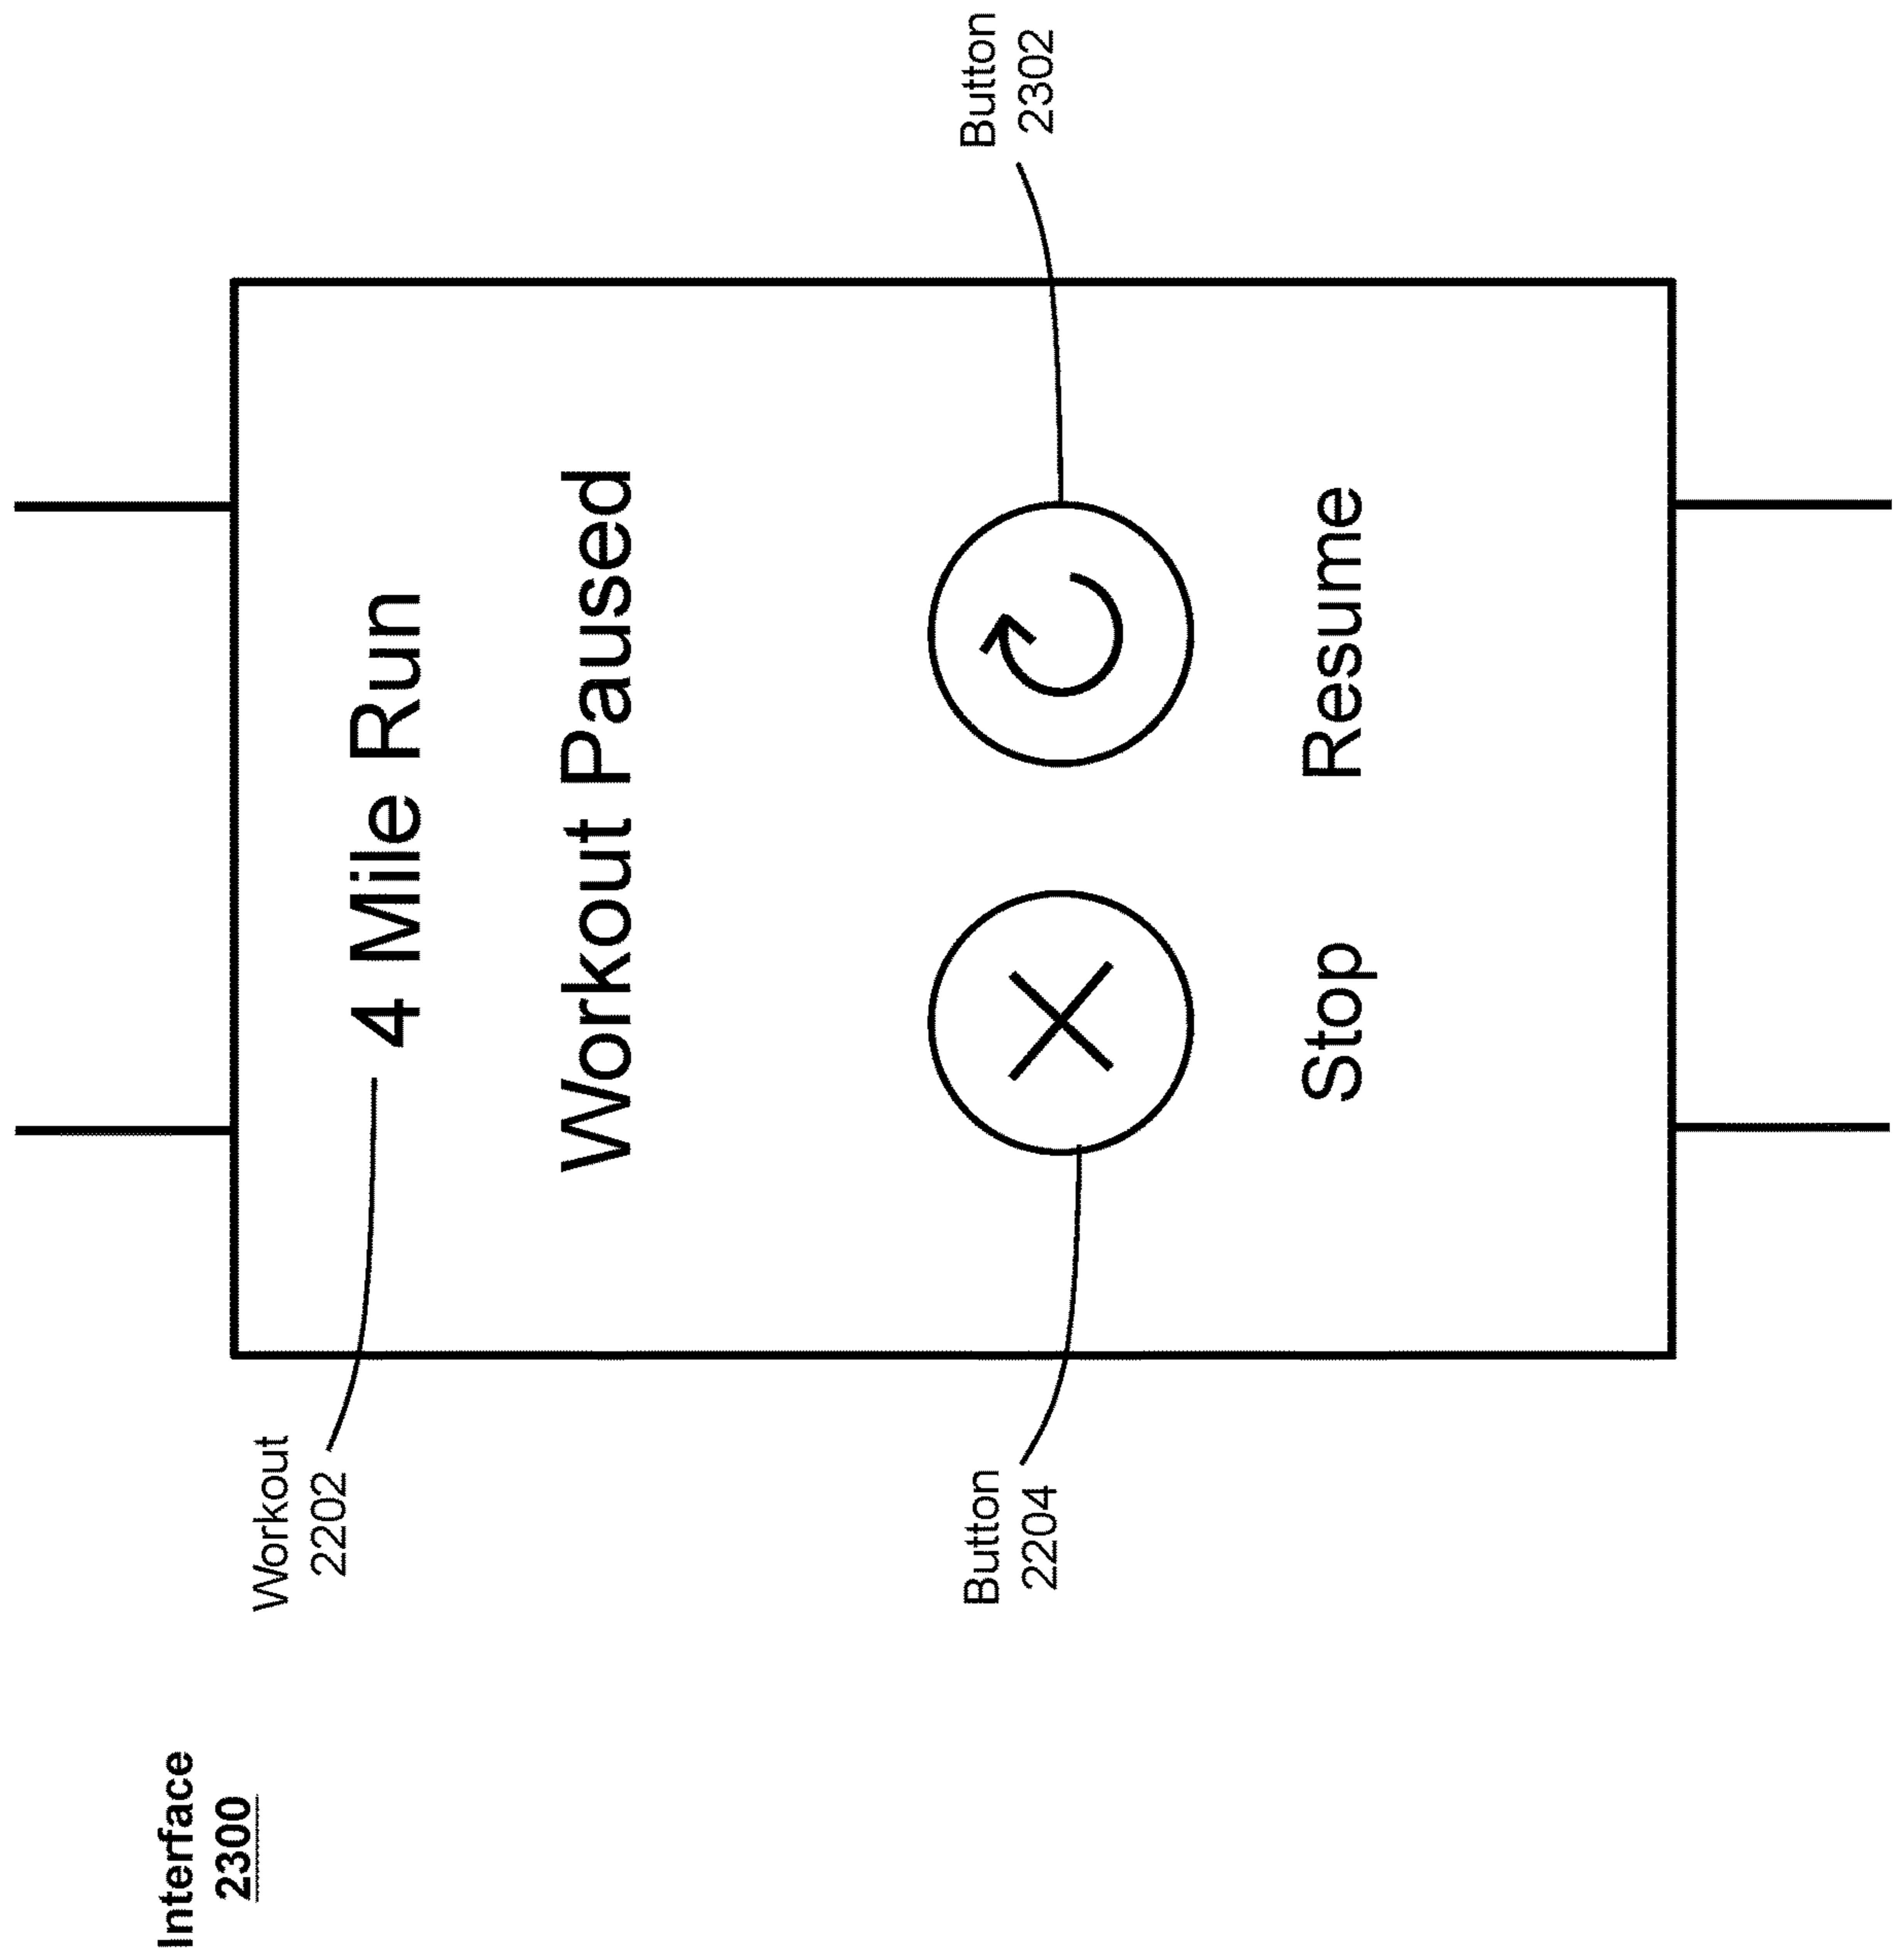 Interface
2300
Workout
2202
4 Mile Run
Workout Paused
Button
2204
Button
2302
Stop
Resume